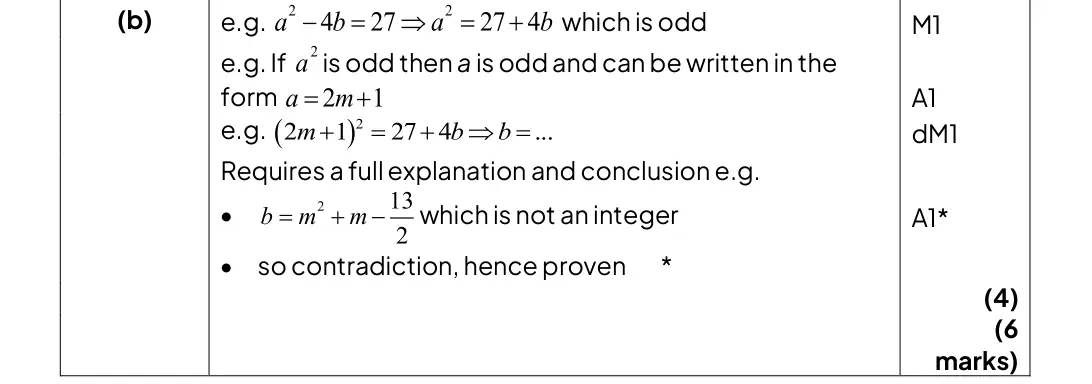 (b) e.g. a² − 4b = 27 ⇒ a² = 27 + 4b which is odd M1
e.g. If a² is odd then a is odd and can be written in the
form a = 2m + 1 A1
e.g. (2m + 1)² = 27 + 4b ⇒ b = ... dM1
Requires a full explanation and conclusion e.g.
• b = m² + m − 13/2 which is not an integer A1*
• so contradiction, hence proven *
(4)
(6
marks)